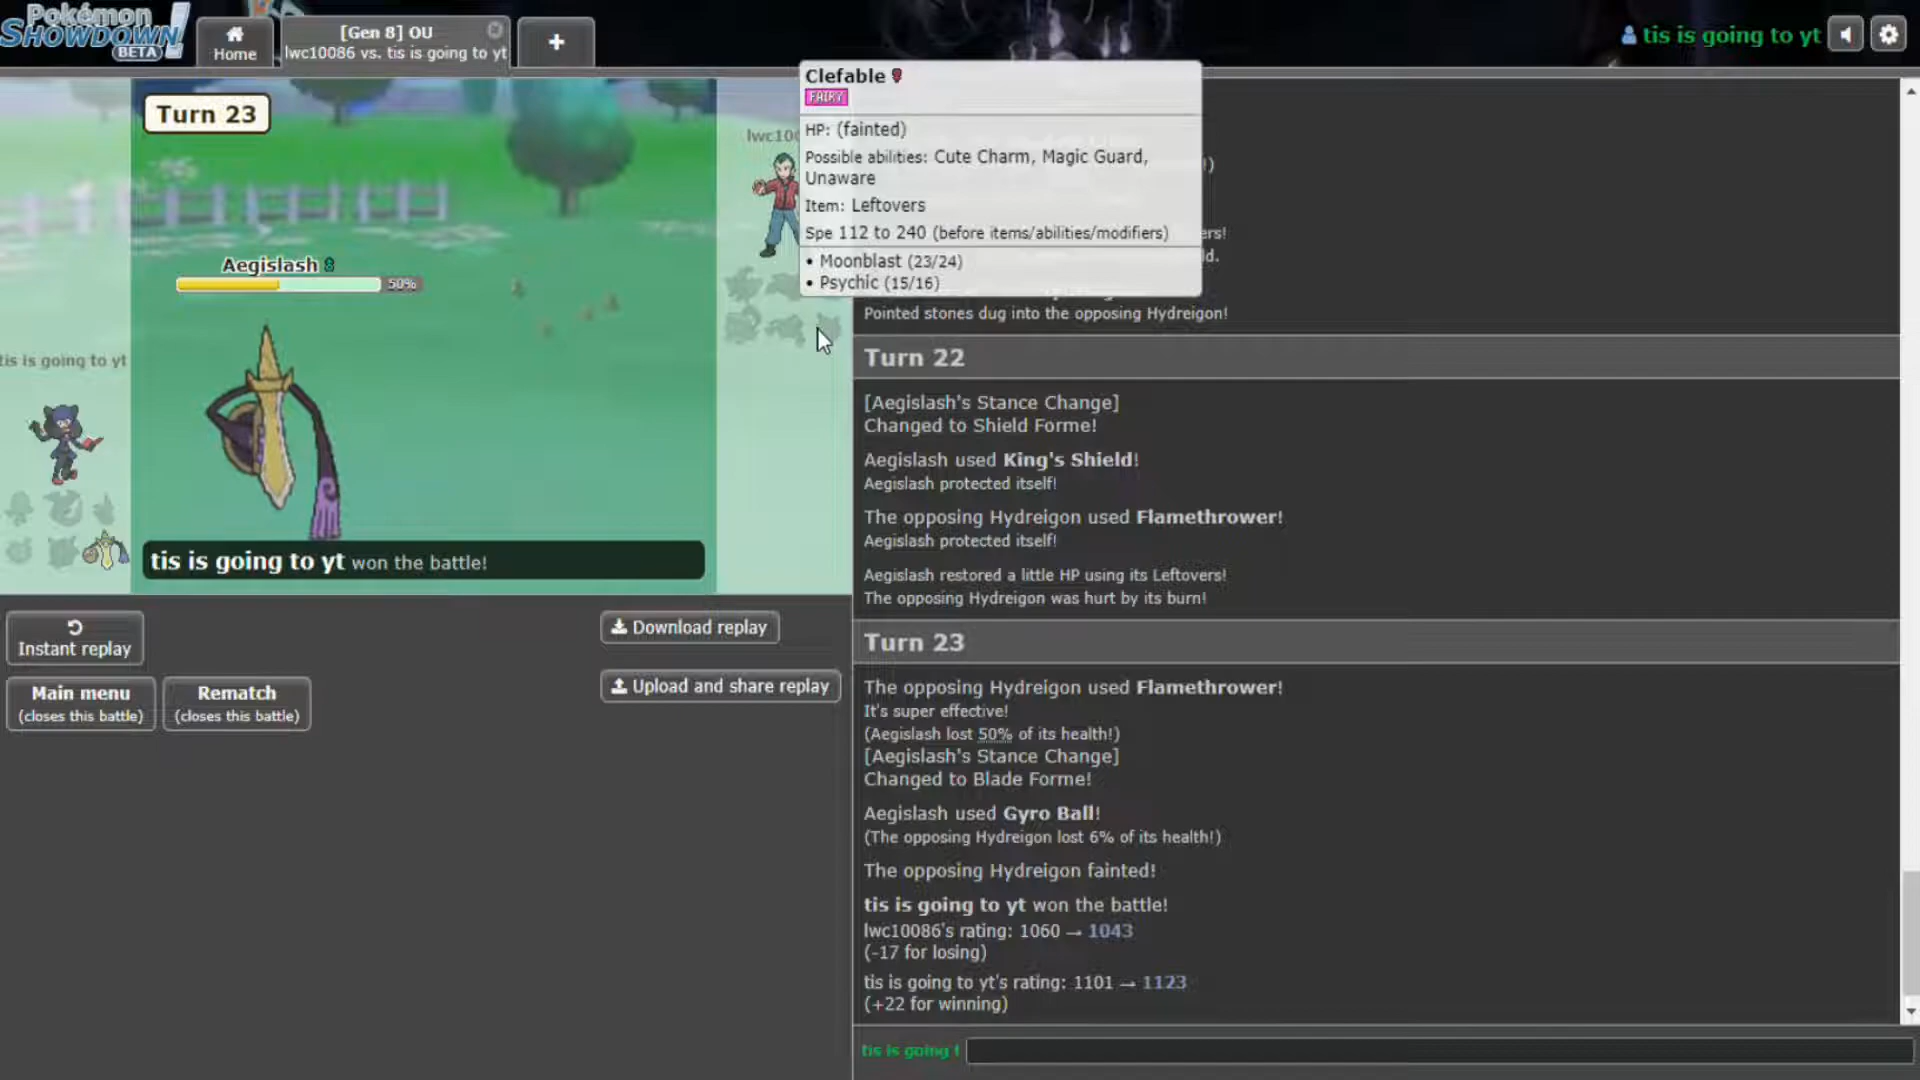 Pokémon
Showdown!
BETA
Home
[Gen 8] OU
lwc10086 vs. tis is going to yt
tis is going to yt
Turn 23
Clefable
FAIRY
HP: (fainted)
Possible abilities: Cute Charm, Magic Guard,
Unaware
Item: Leftovers
Spe 112 to 240 (before items/abilities/modifiers)
• Moonblast (23/24)
• Psychic (15/16)
Aegislash
50%
tis is going to yt
tis is going to yt won the battle!
Instant replay
Main menu
(closes this battle)
Rematch
(closes this battle)
Download replay
Upload and share replay
Pointed stones dug into the opposing Hydreigon!
Turn 22
[Aegislash's Stance Change]
Changed to Shield Forme!
Aegislash used King's Shield!
Aegislash protected itself!
The opposing Hydreigon used Flamethrower!
Aegislash protected itself!
Aegislash restored a little HP using its Leftovers!
The opposing Hydreigon was hurt by its burn!
Turn 23
The opposing Hydreigon used Flamethrower!
It's super effective!
(Aegislash lost 50% of its health!)
[Aegislash's Stance Change]
Changed to Blade Forme!
Aegislash used Gyro Ball!
(The opposing Hydreigon lost 6% of its health!)
The opposing Hydreigon fainted!
tis is going to yt won the battle!
lwc10086's rating: 1060 → 1043
(-17 for losing)
tis is going to yt's rating: 1101 → 1123
(+22 for winning)
tis is going t